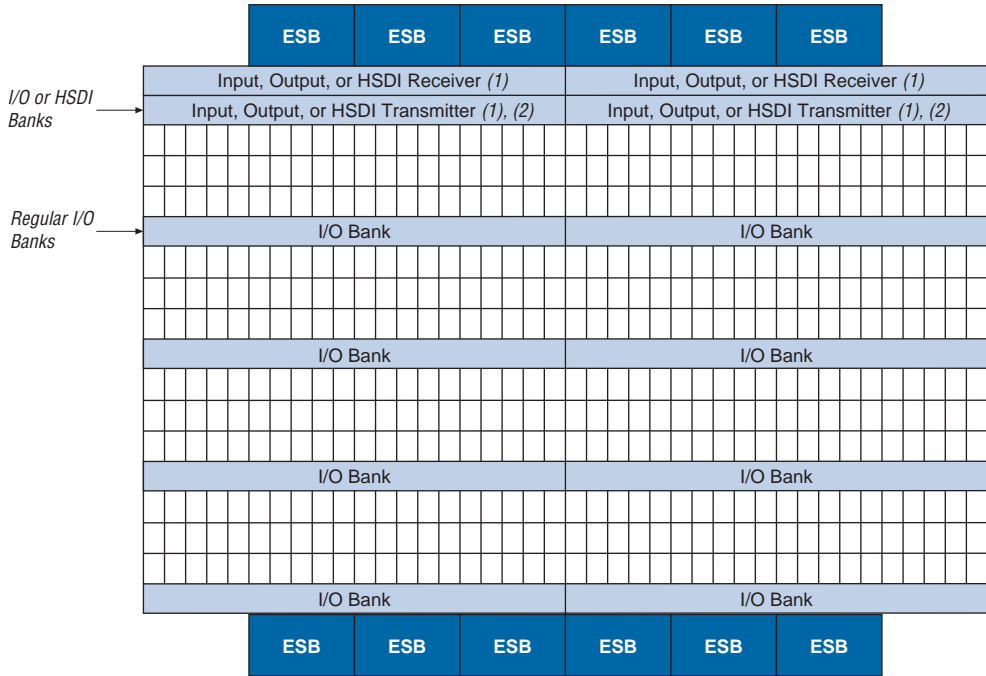 ESB ESB ESB ESB ESB ESB
Input, Output, or HSDI Receiver (1) Input, Output, or HSDI Receiver (1)
I/O or HSDI
Banks
Input, Output, or HSDI Transmitter (1), (2) Input, Output, or HSDI Transmitter (1), (2)
Regular I/O
Banks
I/O Bank I/O Bank
I/O Bank I/O Bank
I/O Bank I/O Bank
I/O Bank I/O Bank
ESB ESB ESB ESB ESB ESB